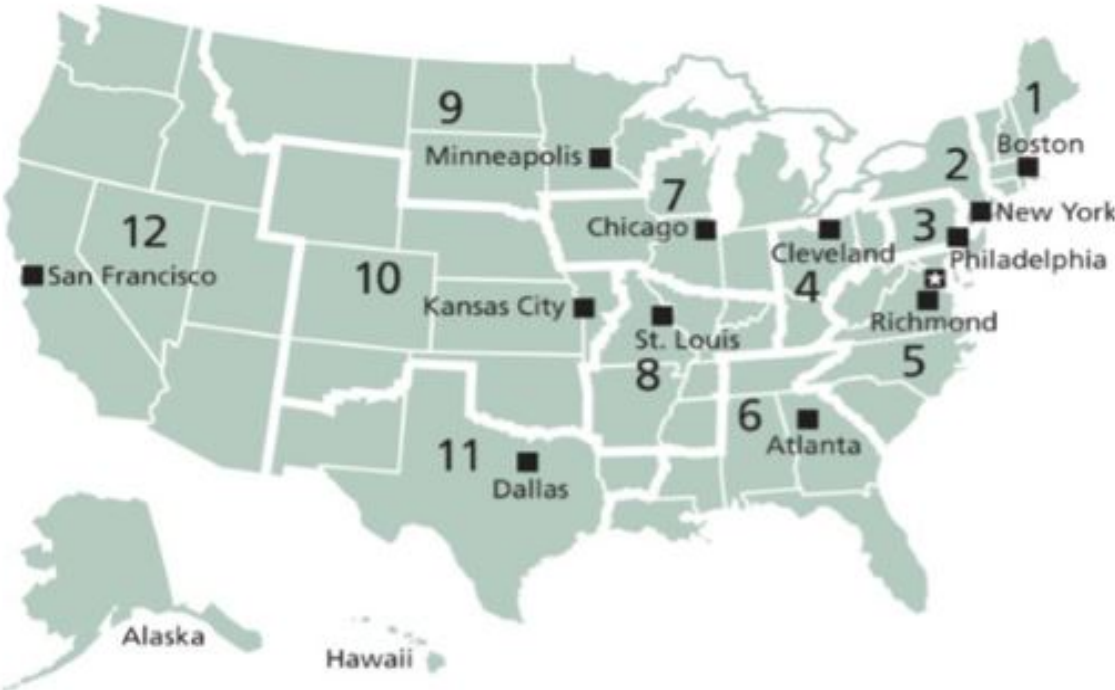 1
9
Boston
Minneapolis
2
7
New York
12
Chicago
3
Cleveland
Philadelphia
San Francisco
10
4
Kansas City
Richmond
St. Louis
5
8
6
Atlanta
11
Dallas
Alaska
Hawaii